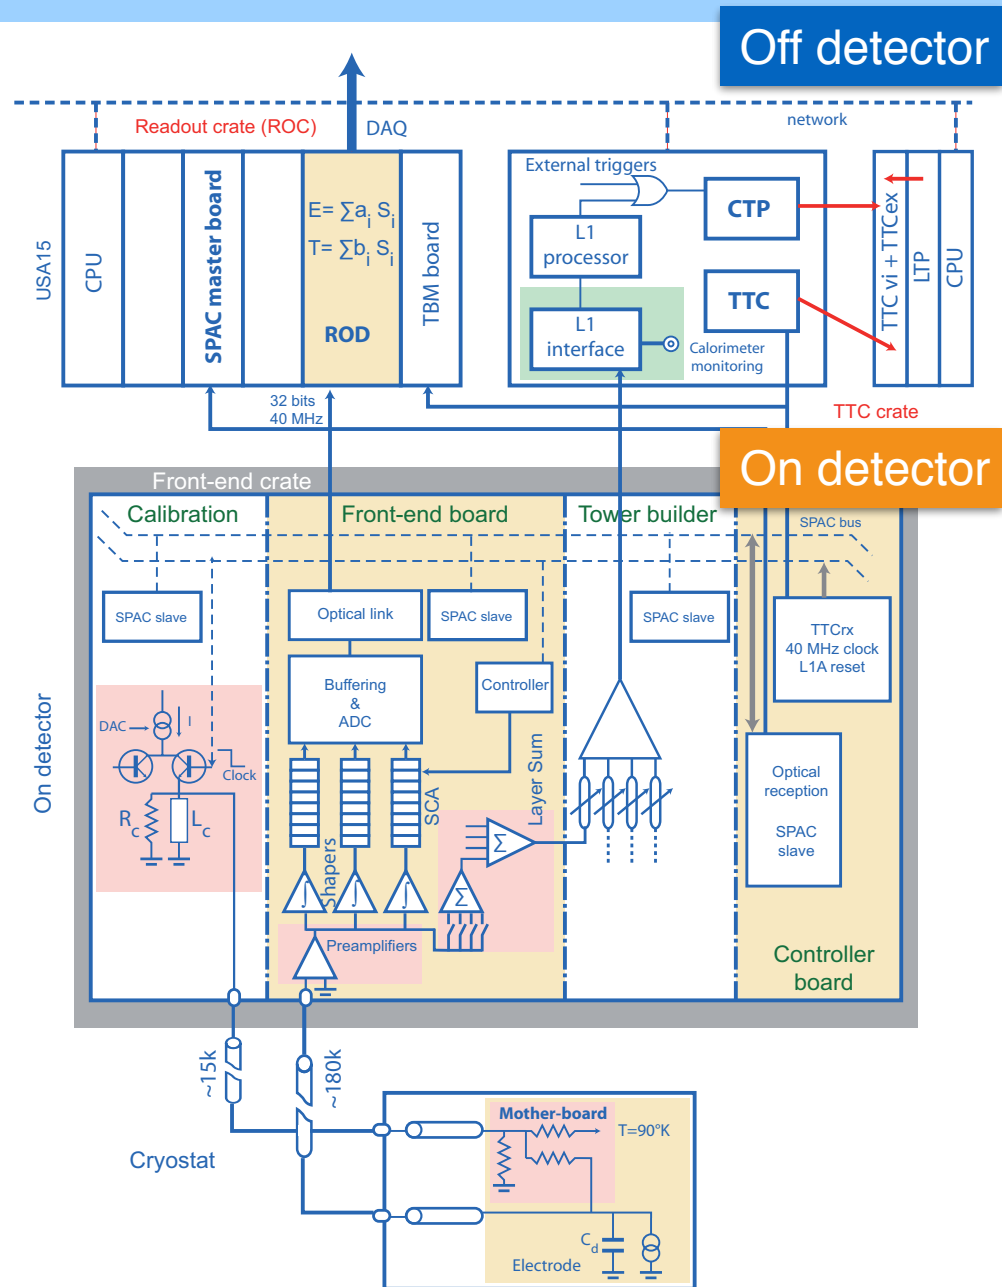 Off detector
network
Readout crate (ROC)
DAQ
USA15
CPU
SPAC master board
E= ∑a_i S_i
T= ∑b_i S_i
ROD
TBM board
External triggers
L1
processor
L1
interface
CTP
TTC
Calorimeter
monitoring
TTC vi + TTCex
LTP
CPU
TTC crate
32 bits
40 MHz
On detector
Front-end crate
Calibration
Front-end board
Tower builder
SPAC bus
SPAC slave
Optical link
SPAC slave
SPAC slave
TTCrx
40 MHz clock
L1A reset
Buffering
&
ADC
Controller
DAC
I
Clock
R_c
L_c
On detector
SCA
Layer Sum
Shapers
∫
∫
∫
Σ
Σ
Preamplifiers
Optical
reception
SPAC
slave
Controller
board
~15k
~180k
Cryostat
Mother-board
T=90°K
C_d
Electrode